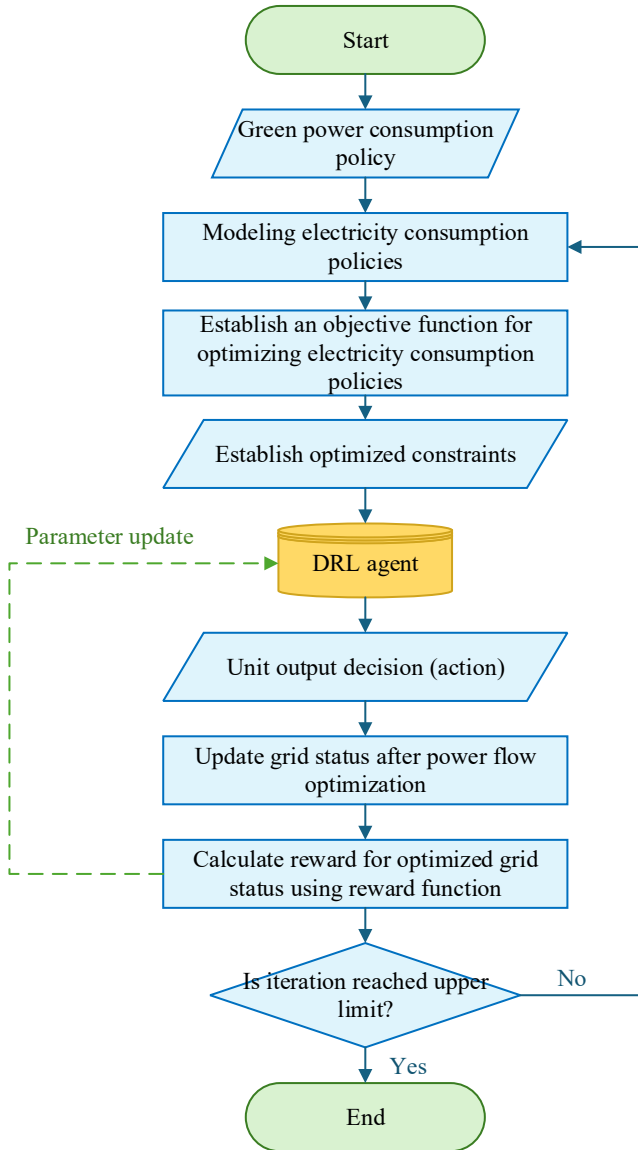 Start
Green power consumption
policy
Modeling electricity consumption
policies
Establish an objective function for
optimizing electricity consumption
policies
Establish optimized constraints
Parameter update
DRL agent
Unit output decision (action)
Update grid status after power flow
optimization
Calculate reward for optimized grid
status using reward function
Is iteration reached upper
limit?
No
Yes
End